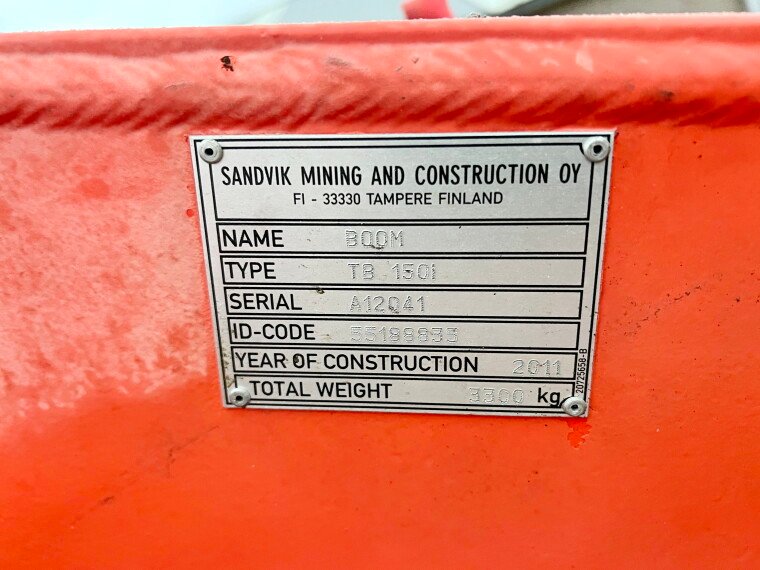 SANDVIK MINING AND CONSTRUCTION OY
FI - 33330 TAMPERE FINLAND
NAME BOOM
TYPE TB 150i
SERIAL A12041
ID-CODE
YEAR OF CONSTRUCTION 2011
TOTAL WEIGHT 3300 kg
20725658-B